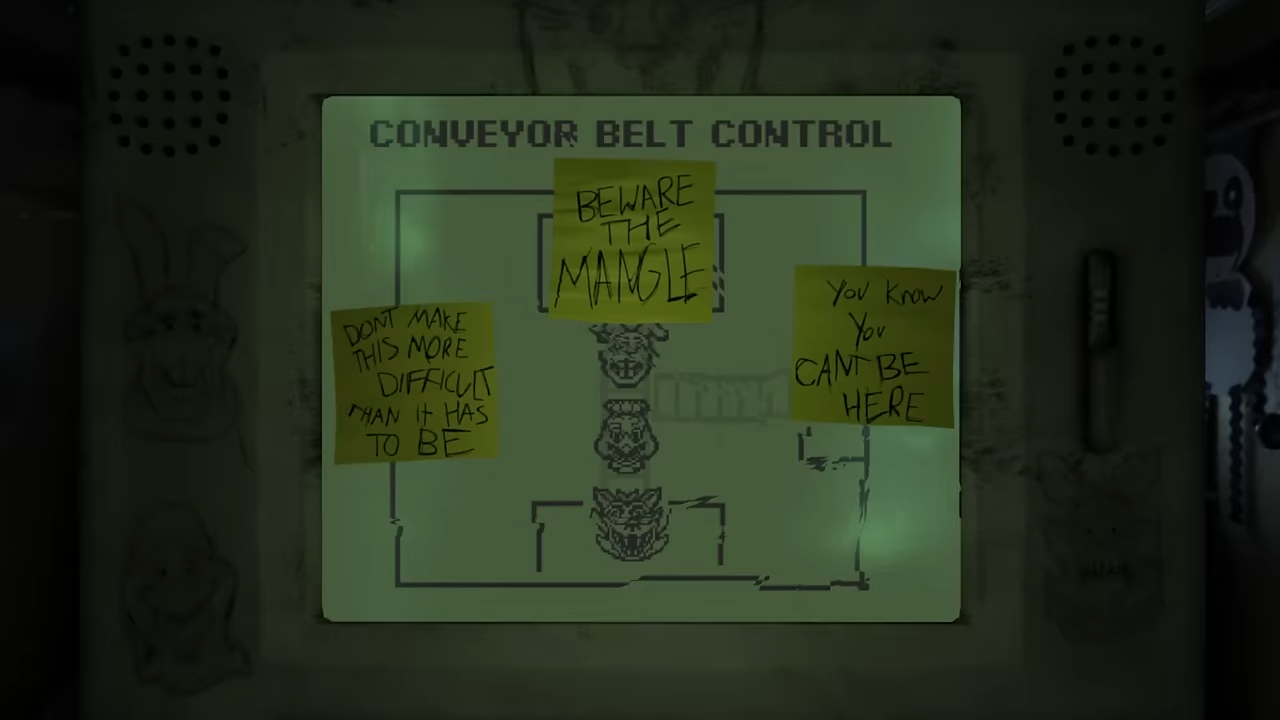 CONVEYOR BELT CONTROL
BEWARE
THE
MANGLE
DONT MAKE
THIS MORE
DIFFICULT
THAN IT HAS
TO BE
YOU KNOW
YOU
CANT BE
HERE